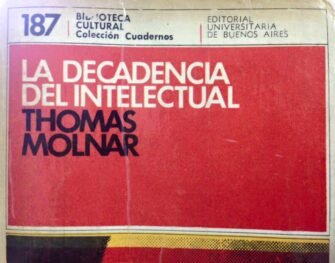 187
BIBLIOTECA
CULTURAL
Colección Cuadernos
EDITORIAL
UNIVERSITARIA
DE BUENOS AIRES
LA DECADENCIA
DEL INTELECTUAL
THOMAS
MOLNAR